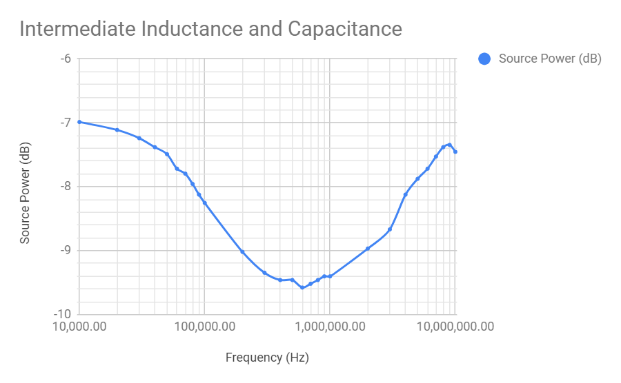 Intermediate Inductance and Capacitance
Source Power (dB)
-6
-7
-8
-9
-10
Source Power (dB)
10,000.00 100,000.00 1,000,000.00 10,000,000.00
Frequency (Hz)